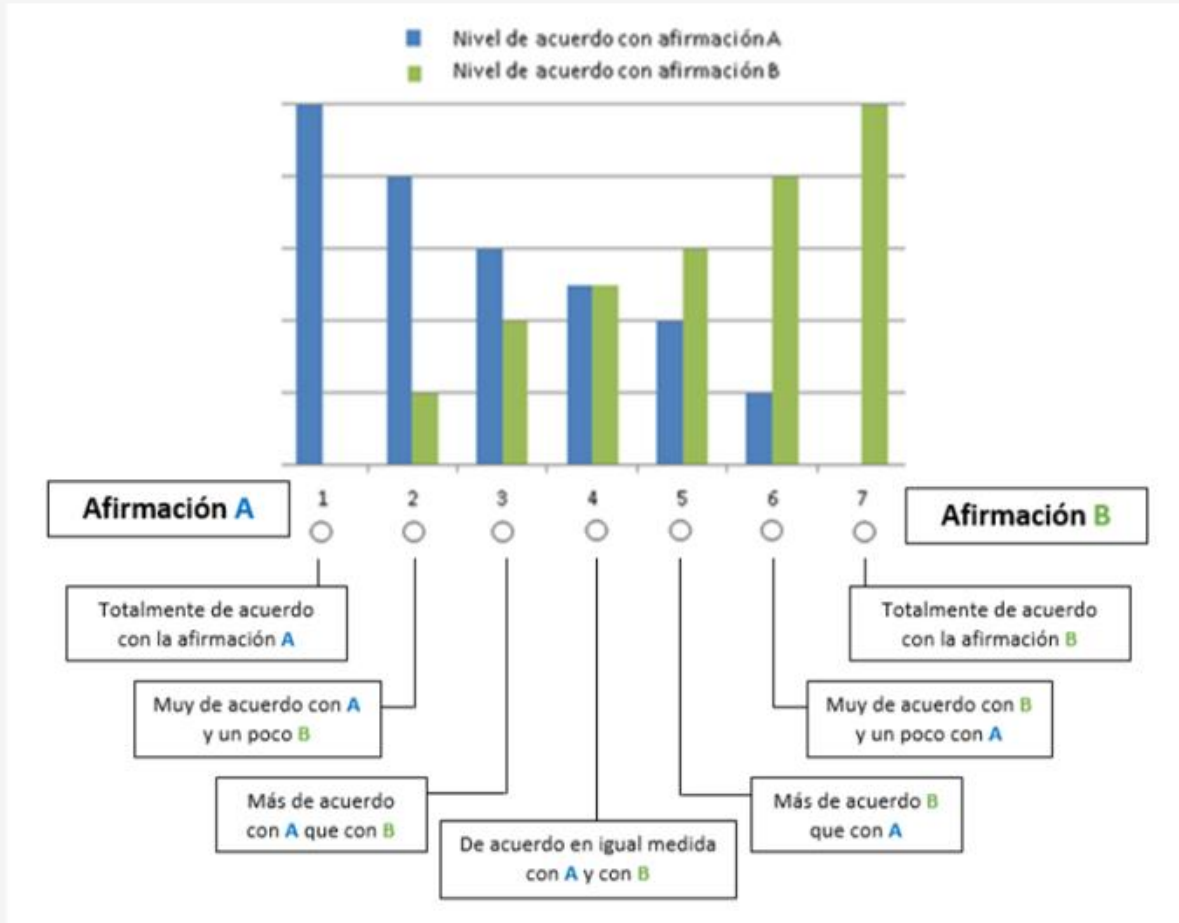 Nivel de acuerdo con afirmación A
Nivel de acuerdo con afirmación B
Afirmación A
1 2 3 4 5 6 7
Afirmación B
Totalmente de acuerdo
con la afirmación A
Totalmente de acuerdo
con la afirmación B
Muy de acuerdo con A
y un poco B
Muy de acuerdo con B
y un poco con A
Más de acuerdo
con A que con B
Más de acuerdo B
que con A
De acuerdo en igual medida
con A y con B